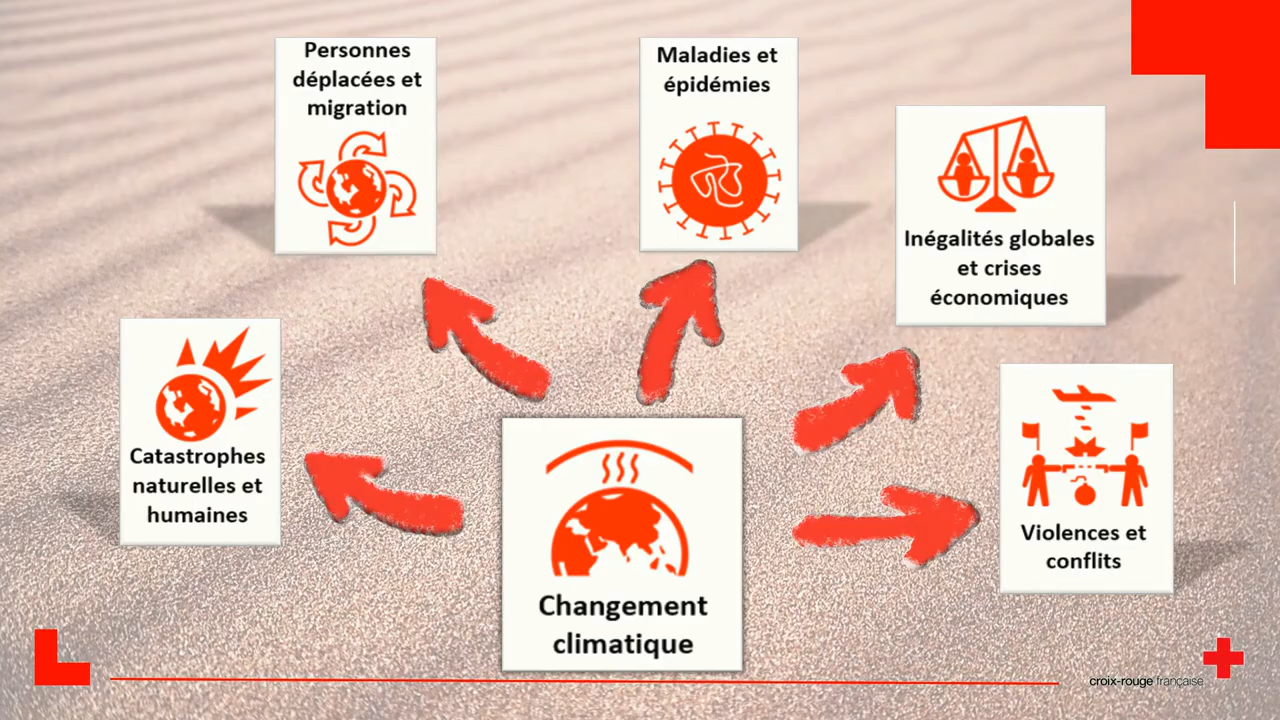 Personnes
déplacées et
migration
Maladies et
épidémies
Inégalités globales
et crises
économiques
Catastrophes
naturelles et
humaines
Violences et
conflits
Changement
climatique
croix-rouge française